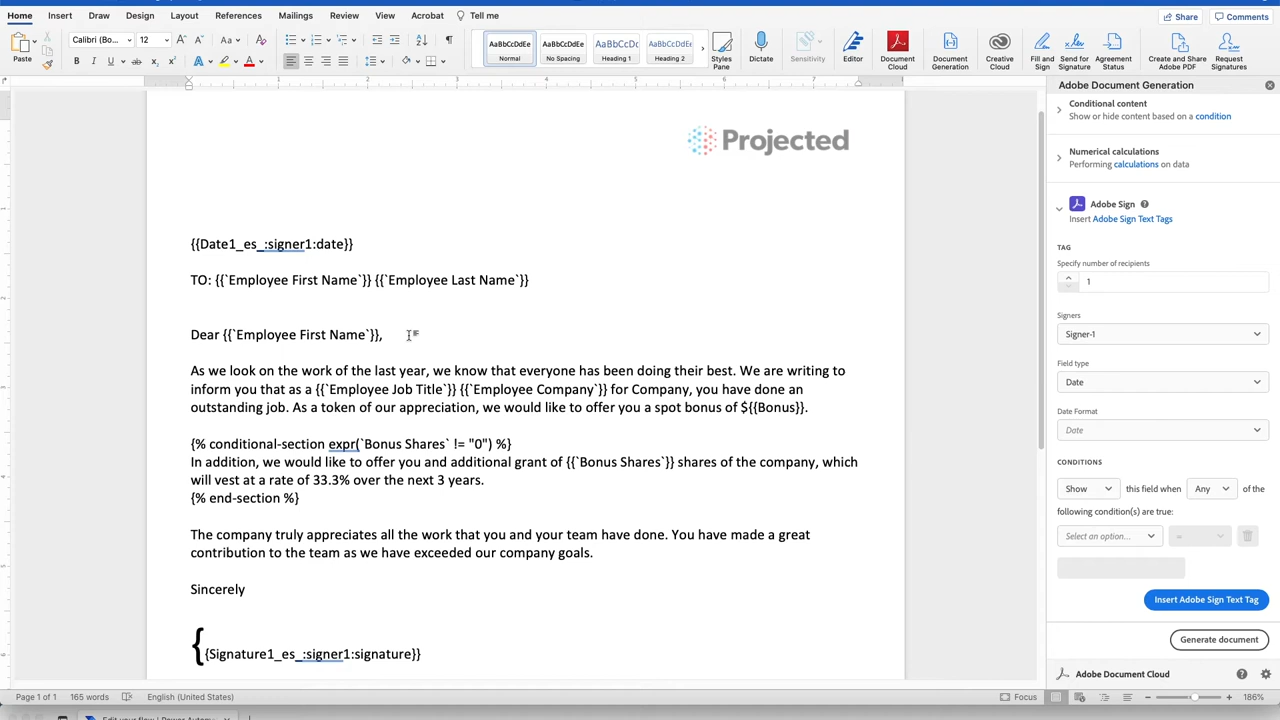 Home Insert Draw Design Layout References Mailings Review View Acrobat Tell me Share Comments
Paste Calibri (Bo... 12 AaBbCcDdEe Normal AaBbCcDdEe No Spacing AaBbCcDc Heading 1 AaBbCcDdEe Heading 2 Styles Pane Dictate Sensitivity Editor Document Cloud Document Generation Creative Cloud Fill and Sign Send for Signature Agreement Status Create and Share Adobe PDF Request Signatures
Projected
{{Date1_es_:signer1:date}}
TO: {{`Employee First Name`}} {{`Employee Last Name`}}
Dear {{`Employee First Name`}},
As we look on the work of the last year, we know that everyone has been doing their best. We are writing to
inform you that as a {{`Employee Job Title`}} {{`Employee Company`}} for Company, you have done an
outstanding job. As a token of our appreciation, we would like to offer you a spot bonus of ${{Bonus}}.
{% conditional-section expr(`Bonus Shares` != "0") %}
In addition, we would like to offer you and additional grant of {{`Bonus Shares`}} shares of the company, which
will vest at a rate of 33.3% over the next 3 years.
{% end-section %}
The company truly appreciates all the work that you and your team have done. You have made a great
contribution to the team as we have exceeded our company goals.
Sincerely
{{Signature1_es_:signer1:signature}}
Adobe Document Generation
Conditional content
Show or hide content based on a condition
Numerical calculations
Performing calculations on data
Adobe Sign
Insert Adobe Sign Text Tags
TAG
Specify number of recipients
1
Signers
Signer-1
Field type
Date
Date Format
Date
CONDITIONS
Show this field when Any of the
following condition(s) are true:
Select an option... =
Insert Adobe Sign Text Tag
Generate document
Adobe Document Cloud
Page 1 of 1 165 words English (United States) Focus 186%
Edit your flow | Power Autom